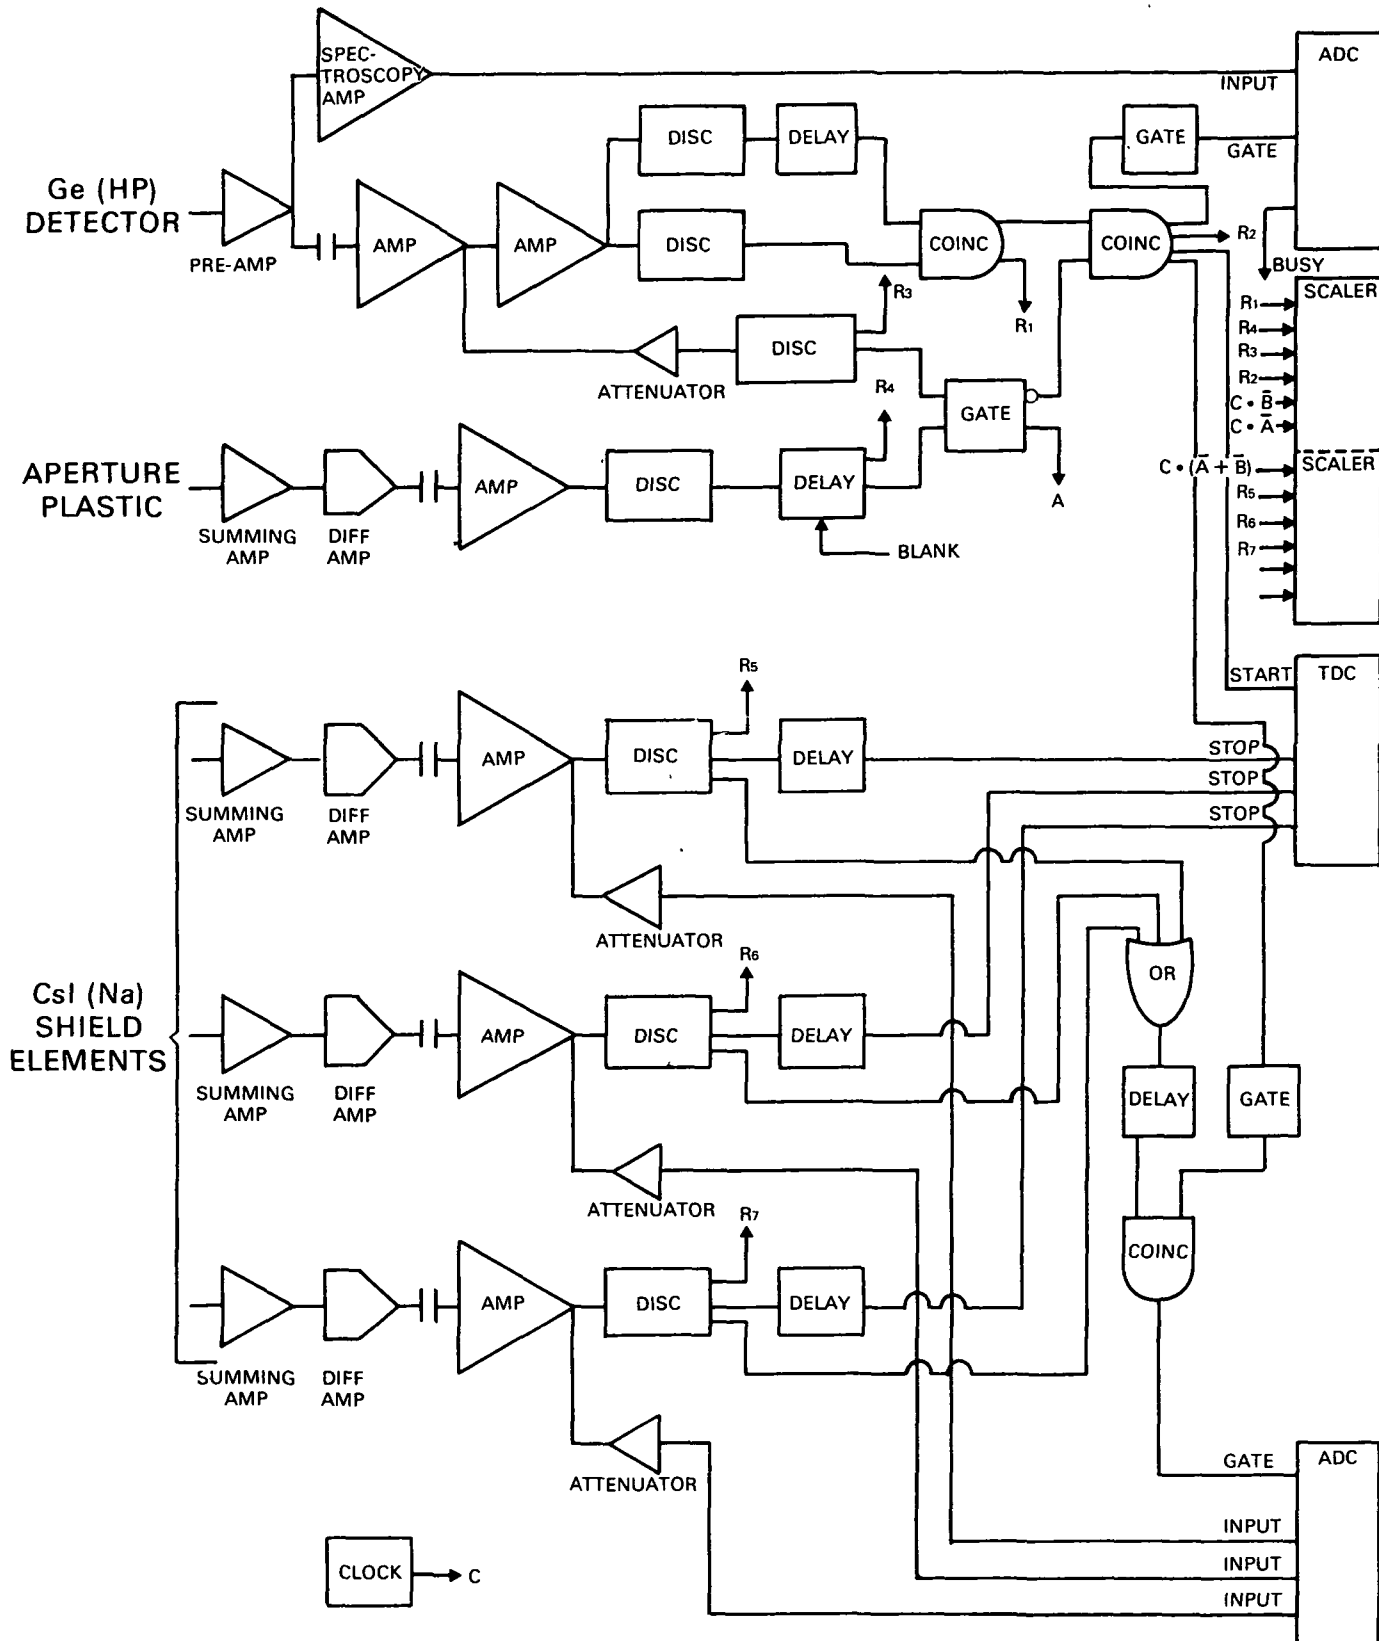 SPEC-
TROSCOPY
AMP
ADC
INPUT
DISC
DELAY
GATE
GATE
Ge (HP)
DETECTOR
PRE-AMP
AMP
AMP
DISC
COINC
COINC
R2
BUSY
SCALER
R1
R4
R3
R2
C • B̅
C • A̅
R3
R1
DISC
ATTENUATOR
R4
GATE
A
APERTURE
PLASTIC
SUMMING
AMP
DIFF
AMP
AMP
DISC
DELAY
BLANK
SCALER
C • (A̅ + B̅)
R5
R6
R7
R5
START
TDC
AMP
DISC
DELAY
STOP
STOP
STOP
SUMMING
AMP
DIFF
AMP
ATTENUATOR
R6
OR
CsI (Na)
SHIELD
ELEMENTS
AMP
DISC
DELAY
SUMMING
AMP
DIFF
AMP
DELAY
GATE
ATTENUATOR
R7
COINC
AMP
DISC
DELAY
SUMMING
AMP
DIFF
AMP
ATTENUATOR
GATE
ADC
INPUT
INPUT
INPUT
CLOCK
C